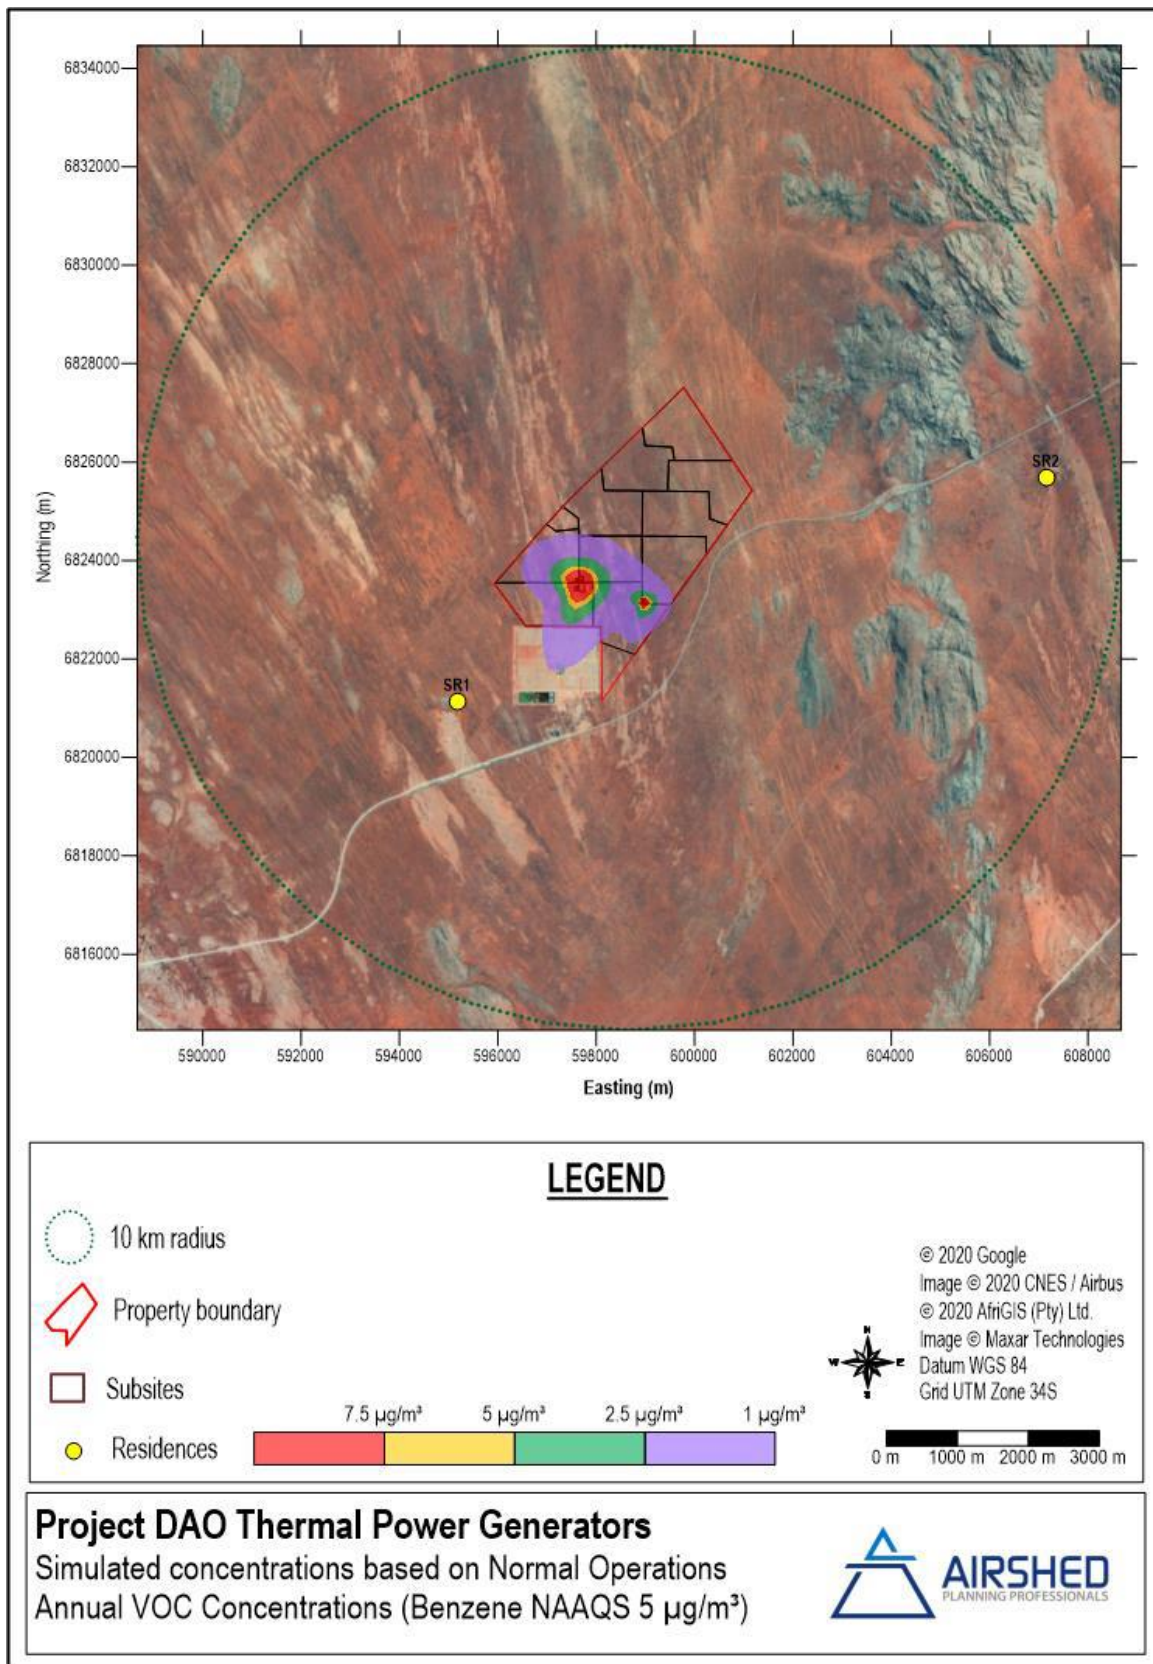 6834000
6832000
6830000
6828000
6826000
6824000
6822000
6820000
6818000
6816000
Northing (m)
SR2
SR1
590000 592000 594000 596000 598000 600000 602000 604000 606000 608000
Easting (m)
LEGEND
10 km radius
Property boundary
Subsites
Residences
7.5 µg/m³ 5 µg/m³ 2.5 µg/m³ 1 µg/m³
© 2020 Google
Image © 2020 CNES / Airbus
© 2020 AfriGIS (Pty) Ltd.
Image © Maxar Technologies
Datum WGS 84
Grid UTM Zone 34S
N
W E
S
0 m 1000 m 2000 m 3000 m
Project DAO Thermal Power Generators
Simulated concentrations based on Normal Operations
Annual VOC Concentrations (Benzene NAAQS 5 µg/m³)
AIRSHED
PLANNING PROFESSIONALS